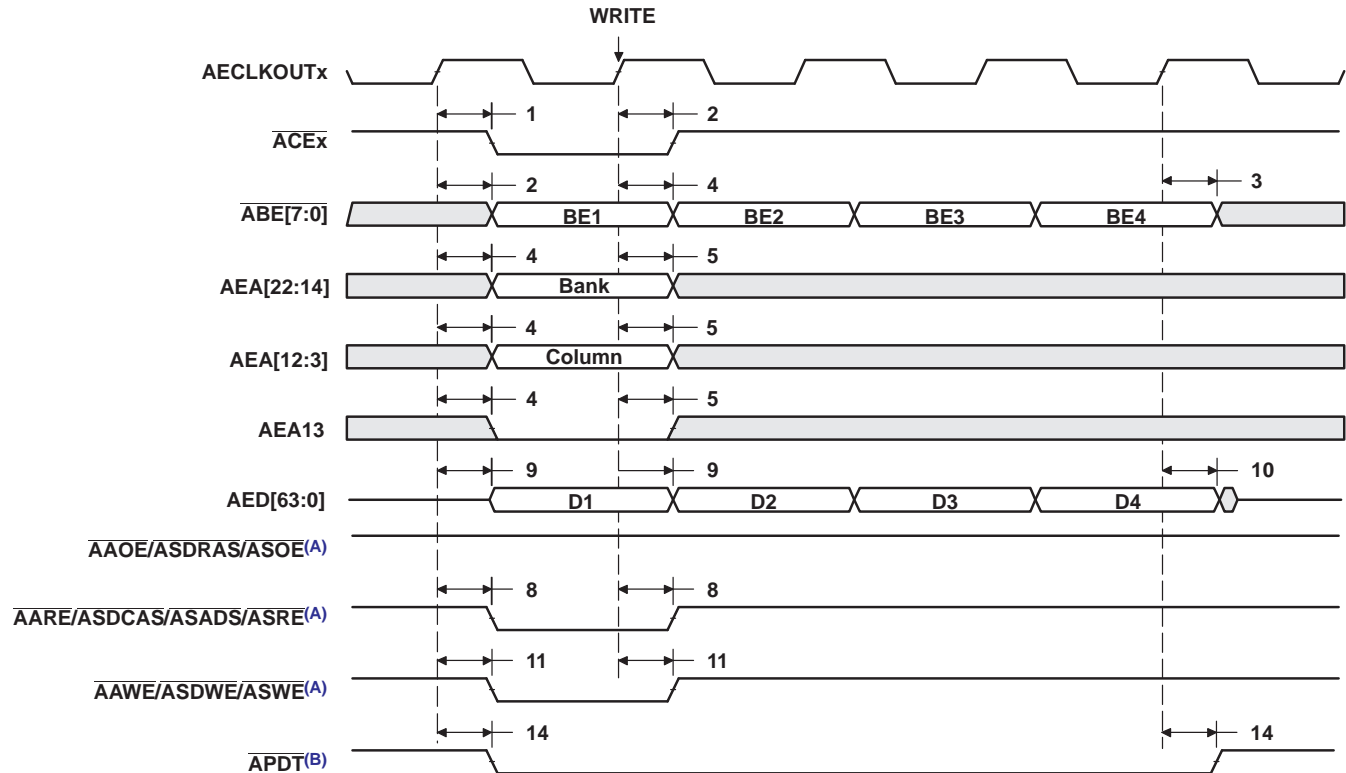 WRITE
AECLKOUTx
1 2
ACEx
2 4 3
ABE[7:0] BE1 BE2 BE3 BE4
4 5
AEA[22:14] Bank
4 5
AEA[12:3] Column
4 5
AEA13
9 9 10
AED[63:0] D1 D2 D3 D4
AAOE/ASDRAS/ASOE(A)
8 8
AARE/ASDCAS/ASADS/ASRE(A)
11 11
AAWE/ASDWE/ASWE(A)
14 14
APDT(B)